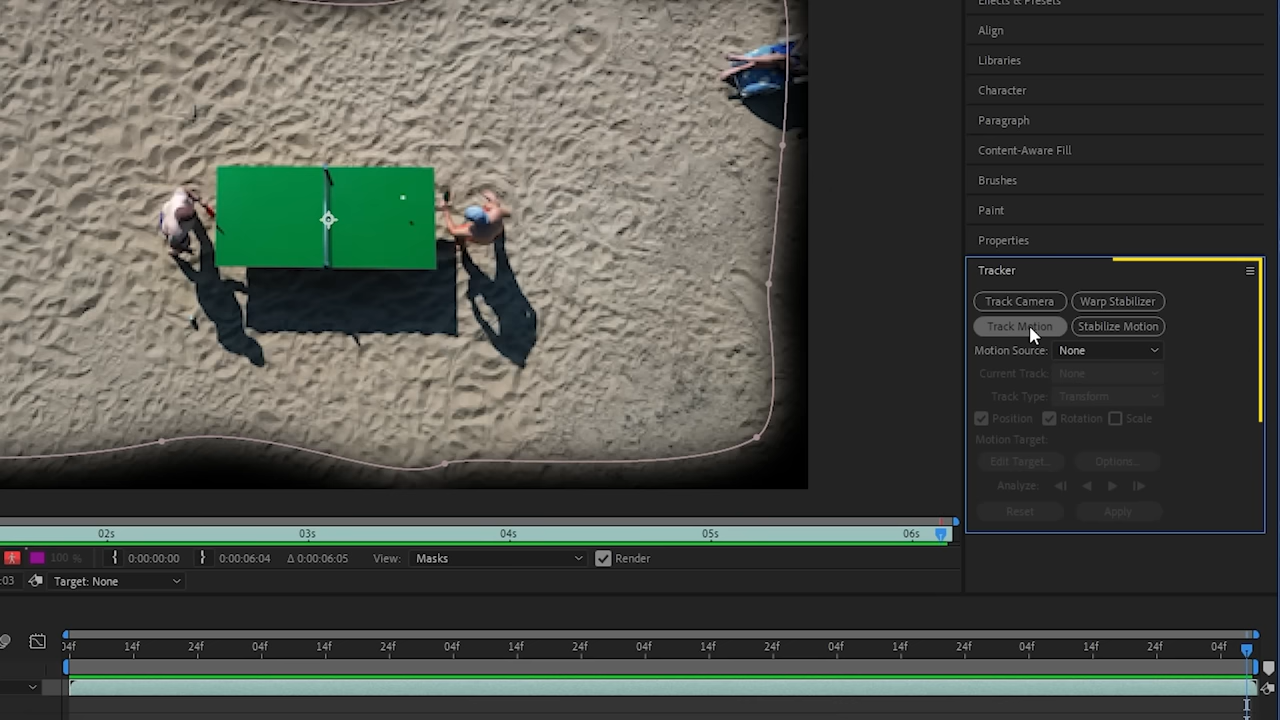 Effects & Presets
Align
Libraries
Character
Paragraph
Content-Aware Fill
Brushes
Paint
Properties
Tracker
Track Camera Warp Stabilizer
Track Motion Stabilize Motion
Motion Source: None
Current Track: None
Track Type: Transform
Position Rotation Scale
Motion Target:
Edit Target... Options...
Analyze:
Reset Apply
02s 03s 04s 05s 06s
100 % 0:00:00:00 0:00:06:04 Δ 0:00:06:05 View: Masks Render
:03 Target: None
04f 14f 24f 04f 14f 24f 04f 14f 24f 04f 14f 24f 04f 14f 24f 04f 14f 24f 04f